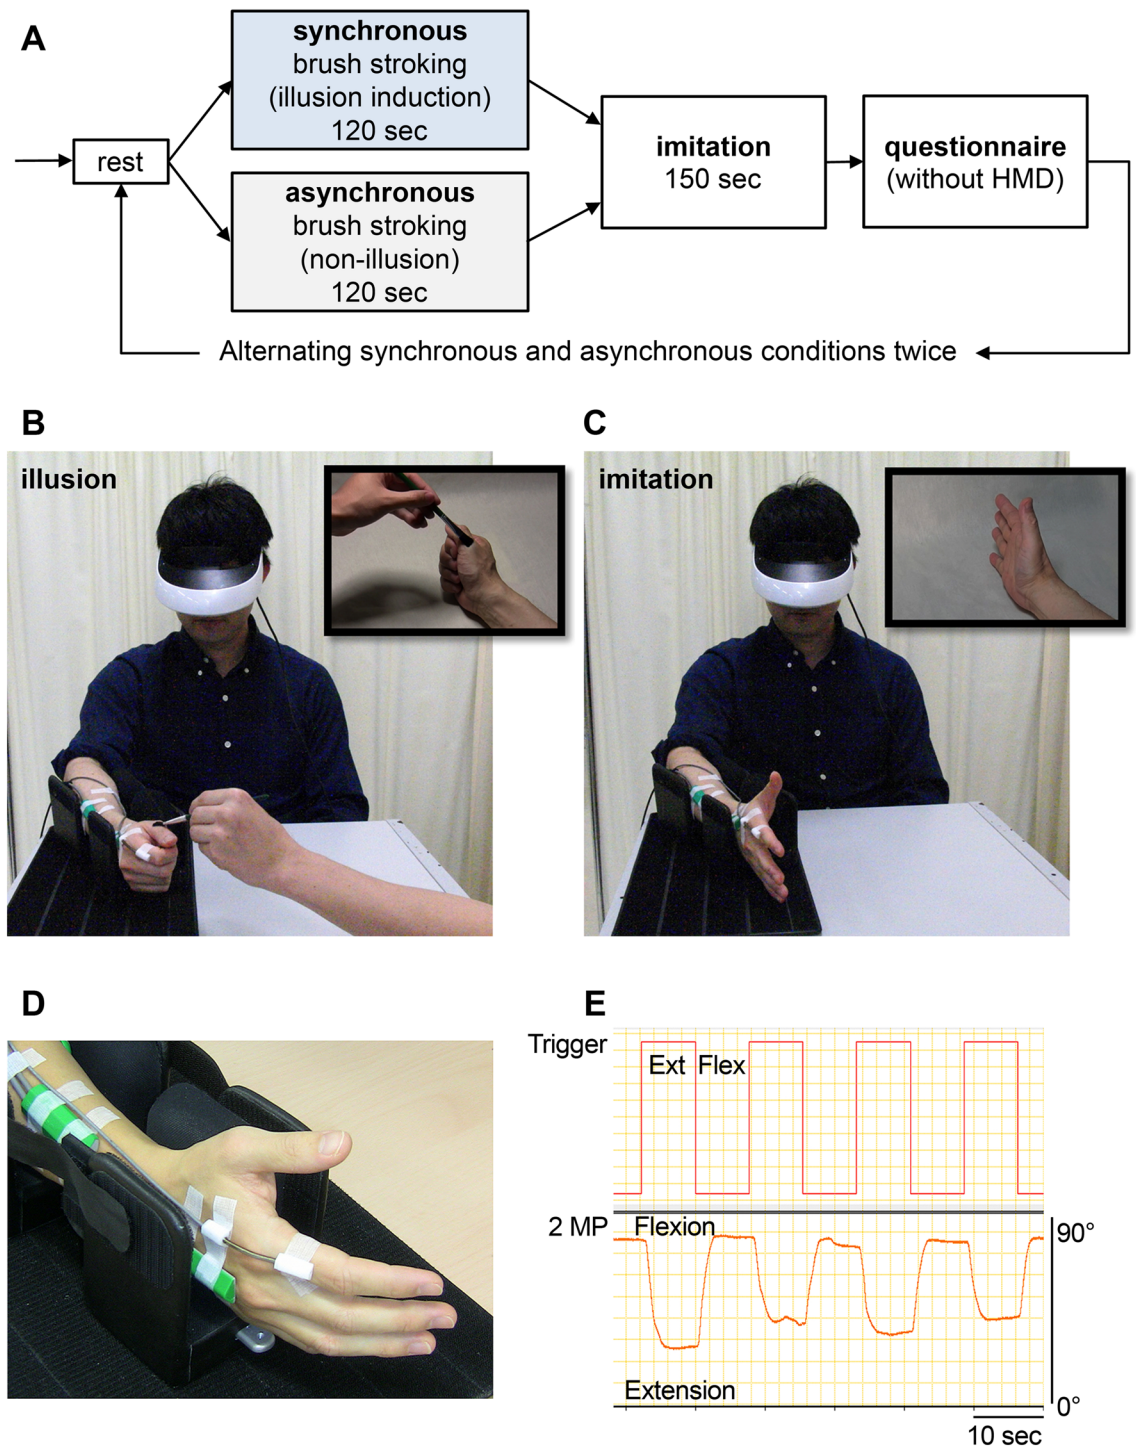 A
synchronous
brush stroking
(illusion induction)
120 sec
rest
asynchronous
brush stroking
(non-illusion)
120 sec
imitation
150 sec
questionnaire
(without HMD)
Alternating synchronous and asynchronous conditions twice
B
illusion
C
imitation
D
E
Trigger
Ext Flex
2 MP
Flexion
90°
Extension
0°
10 sec